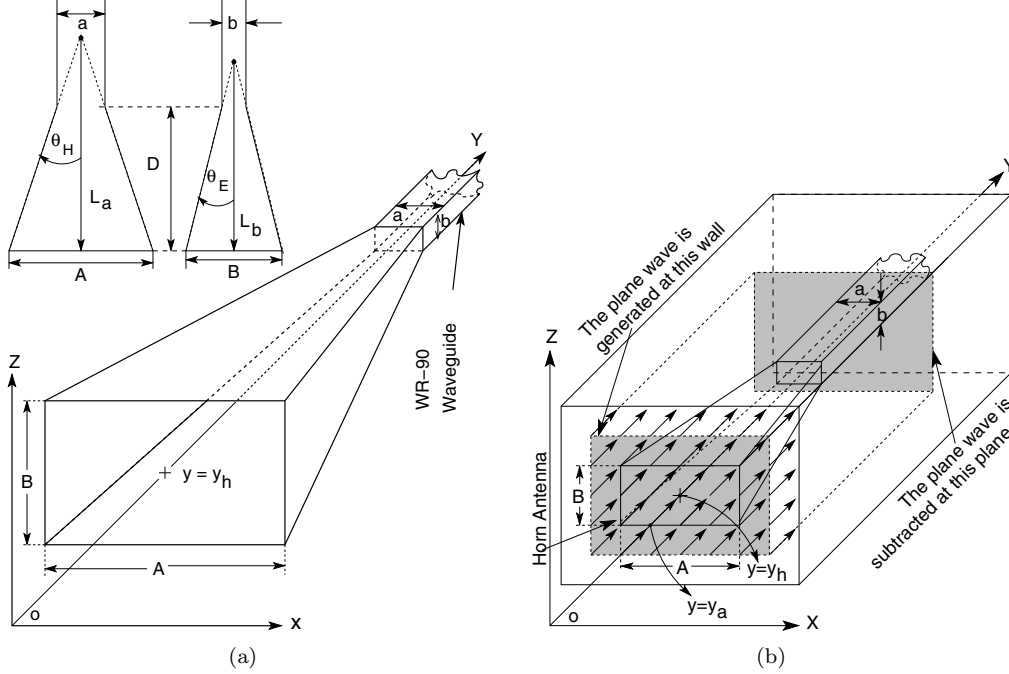 a
b
θH
θE
D
La
Lb
A
B
Y
a
b
WR−90
Waveguide
Z
B
y = yh
A
o
x
(a)
The plane wave is
generated at this wall
Y
a
b
Z
B
Horn Antenna
A
y=yh
y=ya
The plane wave is
subtracted at this plane
o
X
(b)